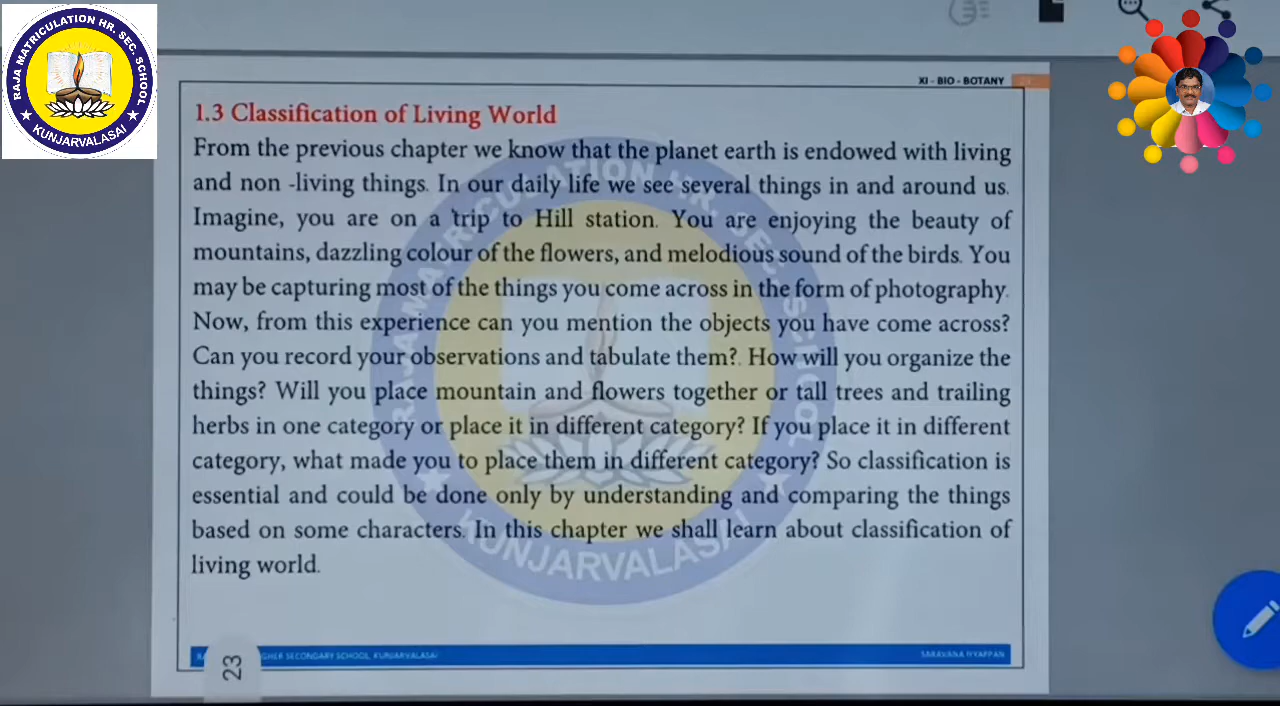 RAJA MATRICULATION HR. SEC. SCHOOL
KUNJARVALASAI
XI - BIO - BOTANY
1.3 Classification of Living World
From the previous chapter we know that the planet earth is endowed with living
and non -living things. In our daily life we see several things in and around us.
Imagine, you are on a trip to Hill station. You are enjoying the beauty of
mountains, dazzling colour of the flowers, and melodious sound of the birds. You
may be capturing most of the things you come across in the form of photography.
Now, from this experience can you mention the objects you have come across?
Can you record your observations and tabulate them?. How will you organize the
things? Will you place mountain and flowers together or tall trees and trailing
herbs in one category or place it in different category? If you place it in different
category, what made you to place them in different category? So classification is
essential and could be done only by understanding and comparing the things
based on some characters. In this chapter we shall learn about classification of
living world.
RAJA MATRICULATION HR. SEC. SCHOOL
KUNJARVALASAI
SECONDARY SCHOOL, KUNJARVALASAI
SARAVANA IYAPPAN
23